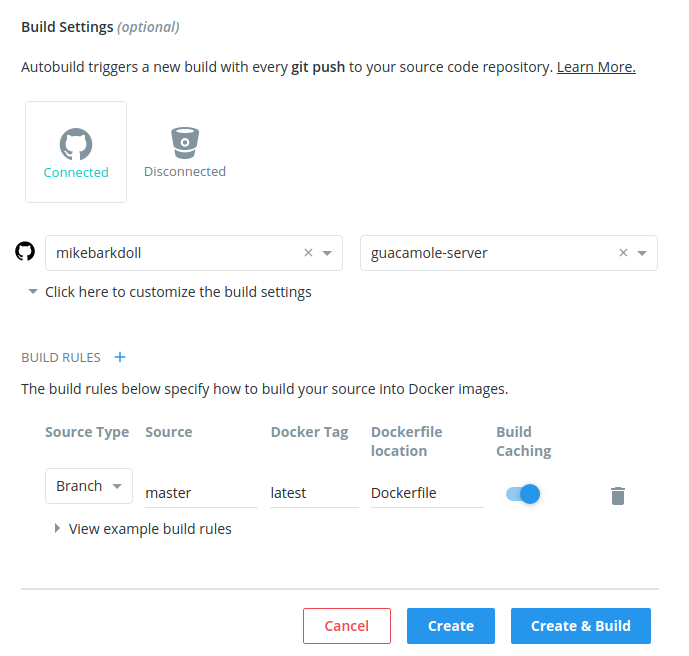 Build Settings (optional)
Autobuild triggers a new build with every git push to your source code repository. Learn More.
Connected
Disconnected
mikebarkdoll
guacamole-server
Click here to customize the build settings
BUILD RULES +
The build rules below specify how to build your source into Docker images.
Source Type Source Docker Tag Dockerfile location Build Caching
Branch master latest Dockerfile
View example build rules
Cancel Create Create & Build